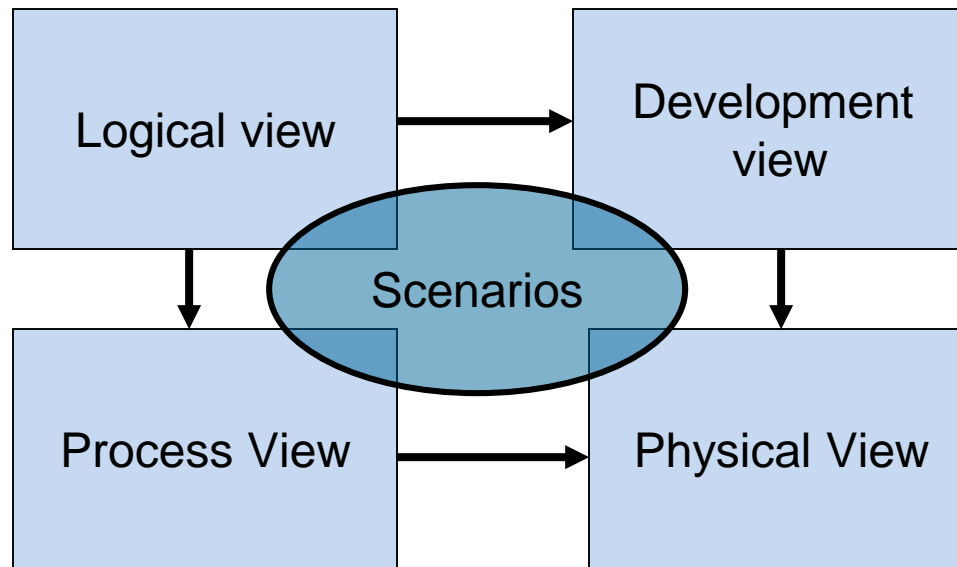 Logical view
Development
view
Scenarios
Process View
Physical View